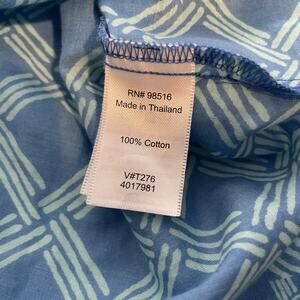 RN# 98516
Made in Thailand
100% Cotton
V#T276
4017981